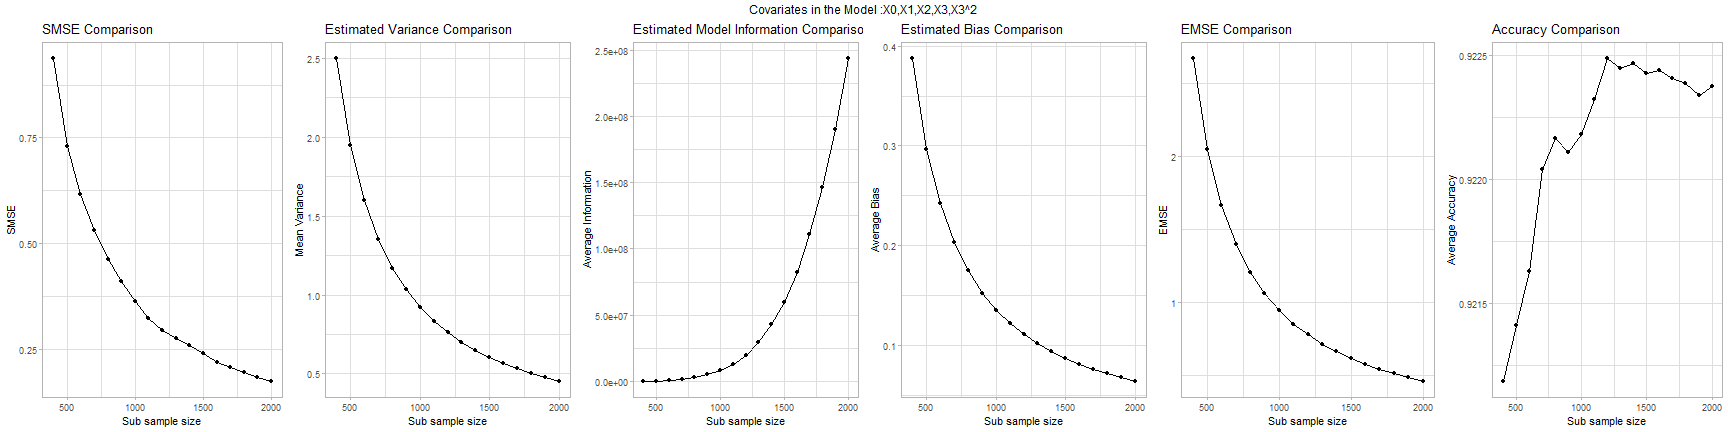 Covariates in the Model :X0,X1,X2,X3,X3^2
SMSE Comparison
SMSE
0.75
0.50
0.25
500 1000 1500 2000
Sub sample size
Estimated Variance Comparison
Mean Variance
2.5
2.0
1.5
1.0
0.5
500 1000 1500 2000
Sub sample size
Estimated Model Information Compariso
Average Information
2.5e+08
2.0e+08
1.5e+08
1.0e+08
5.0e+07
0.0e+00
500 1000 1500 2000
Sub sample size
Estimated Bias Comparison
Average Bias
0.4
0.3
0.2
0.1
500 1000 1500 2000
Sub sample size
EMSE Comparison
EMSE
2
1
500 1000 1500 2000
Sub sample size
Accuracy Comparison
Average Accuracy
0.9225
0.9220
0.9215
500 1000 1500 2000
Sub sample size